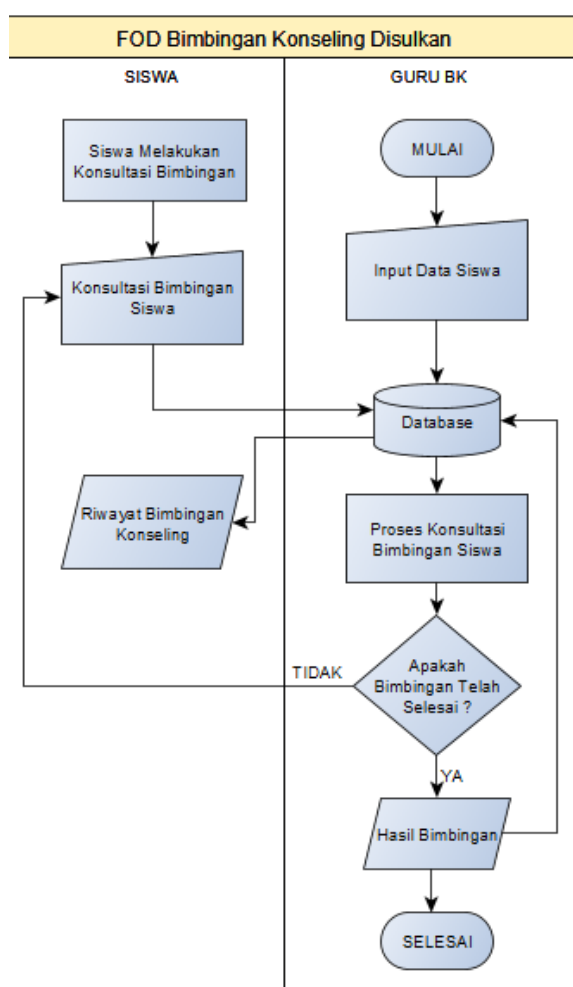 FOD Bimbingan Konseling Disulkan
SISWA
GURU BK
Siswa Melakukan
Konsultasi Bimbingan
MULAI
Konsultasi Bimbingan
Siswa
Input Data Siswa
Database
Riwayat Bimbingan
Konseling
Proses Konsultasi
Bimbingan Siswa
TIDAK
Apakah
Bimbingan Telah
Selesai ?
YA
Hasil Bimbingan
SELESAI